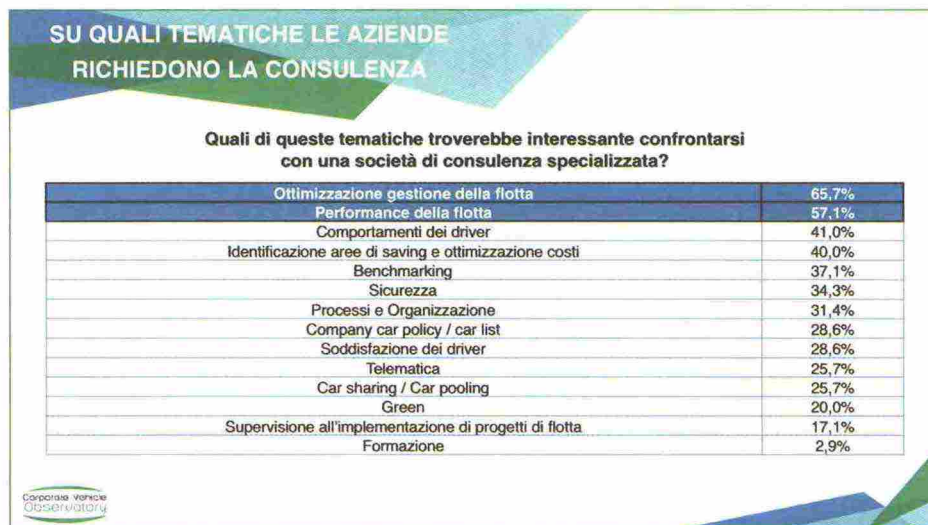 SU QUALI TEMATICHE LE AZIENDE
RICHIEDONO LA CONSULENZA
Quali di queste tematiche troverebbe interessante confrontarsi
con una società di consulenza specializzata?
Ottimizzazione gestione della flotta 65,7%
Performance della flotta 57,1%
Comportamenti dei driver 41,0%
Identificazione aree di saving e ottimizzazione costi 40,0%
Benchmarking 37,1%
Sicurezza 34,3%
Processi e Organizzazione 31,4%
Company car policy / car list 28,6%
Soddisfazione dei driver 28,6%
Telematica 25,7%
Car sharing / Car pooling 25,7%
Green 20,0%
Supervisione all'implementazione di progetti di flotta 17,1%
Formazione 2,9%
Corporate Vehicle
Observatory